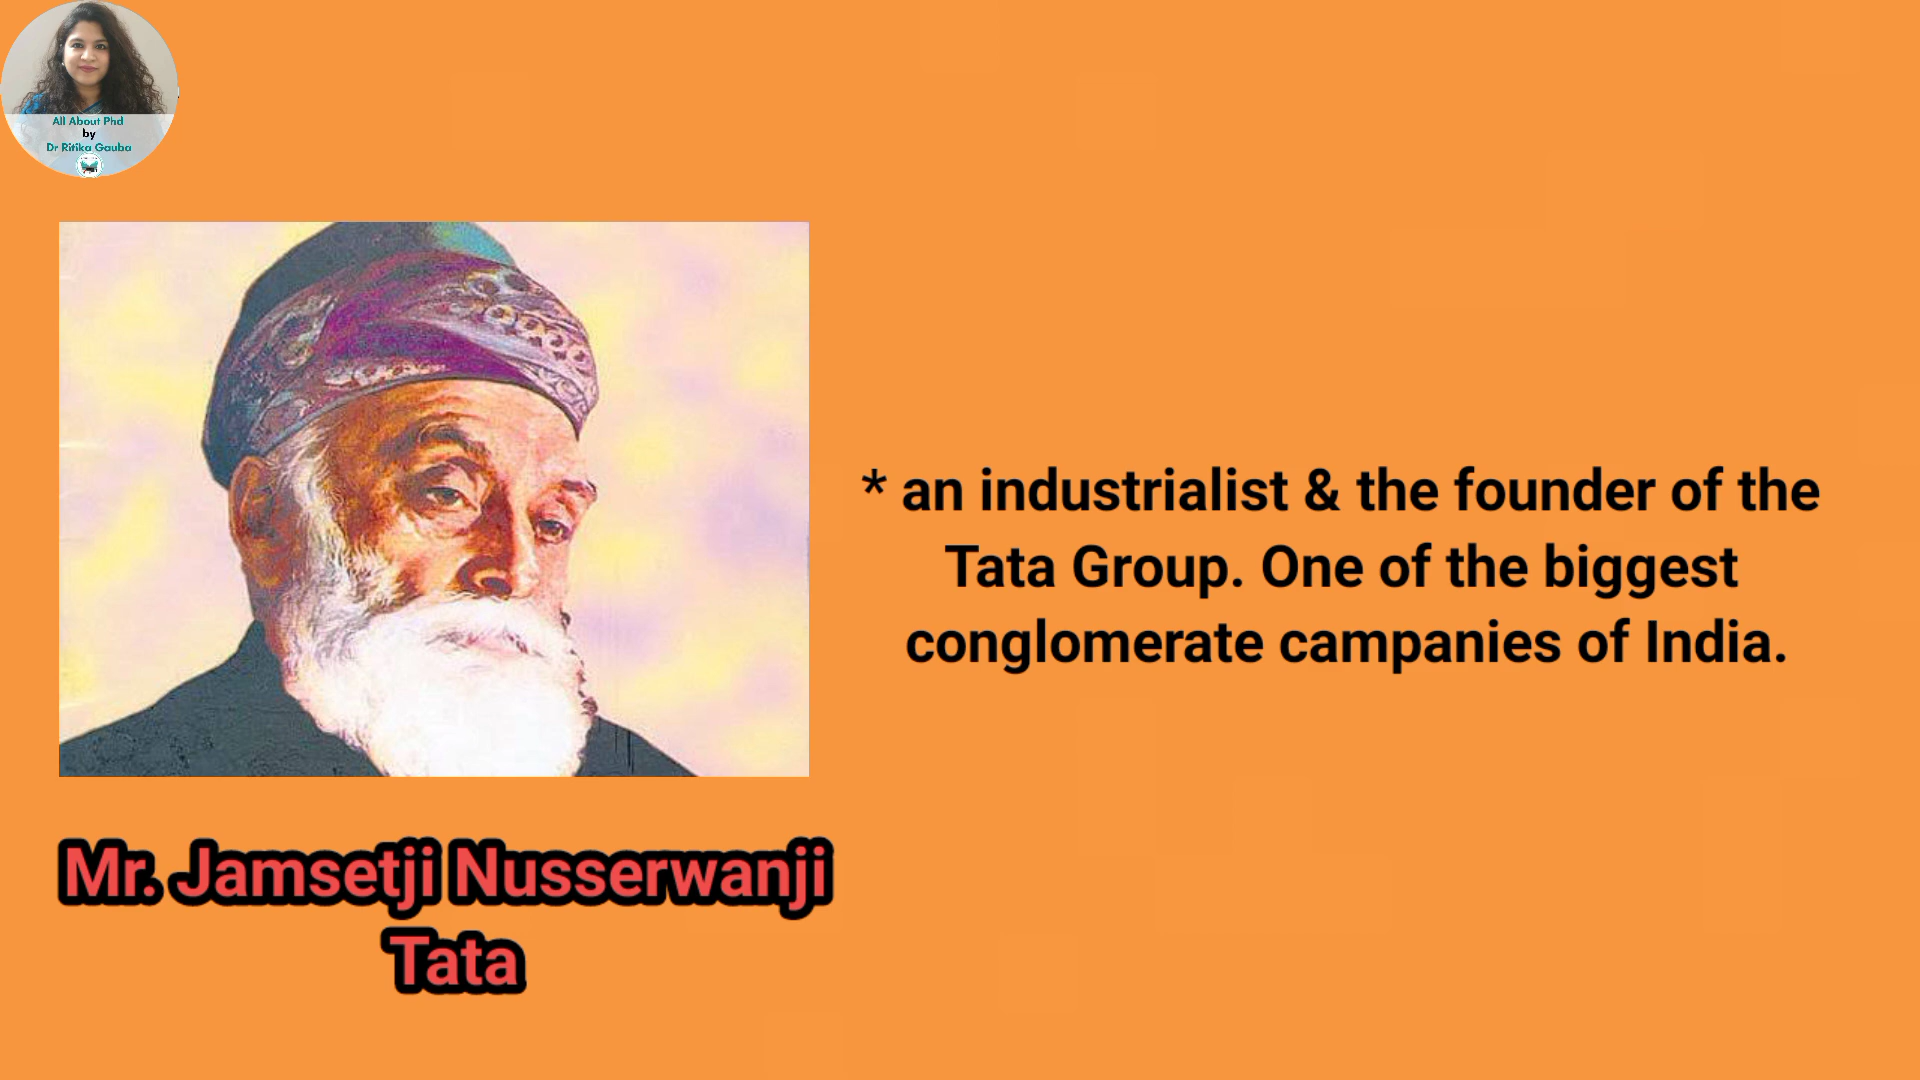 All About Phd
by
Dr Ritika Gauba
* an industrialist & the founder of the
Tata Group. One of the biggest
conglomerate campanies of India.
Mr. Jamsetji Nusserwanji
Tata